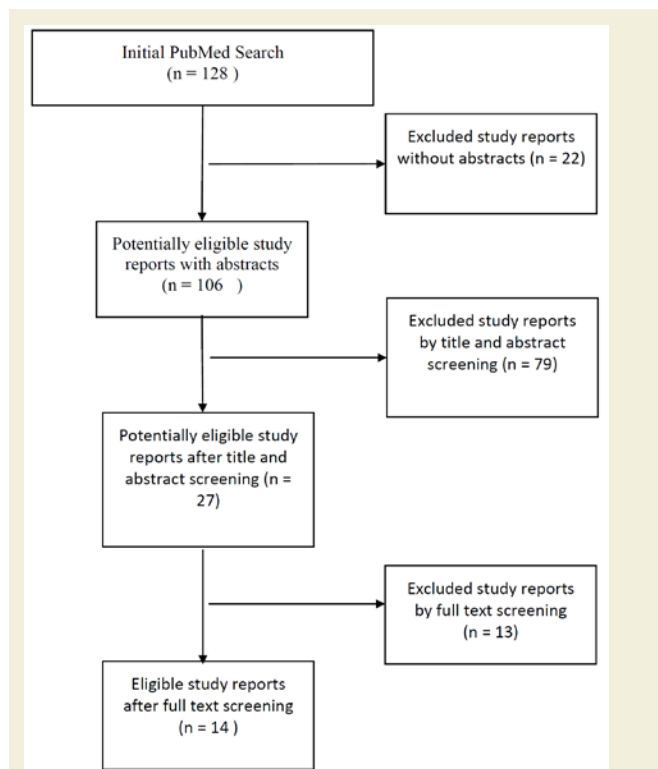 Initial PubMed Search
(n = 128 )
Excluded study reports
without abstracts (n = 22)
Potentially eligible study
reports with abstracts
(n = 106 )
Excluded study reports
by title and abstract
screening (n = 79)
Potentially eligible study
reports after title and
abstract screening (n =
27)
Excluded study reports
by full text screening
(n = 13)
Eligible study reports
after full text screening
(n = 14 )